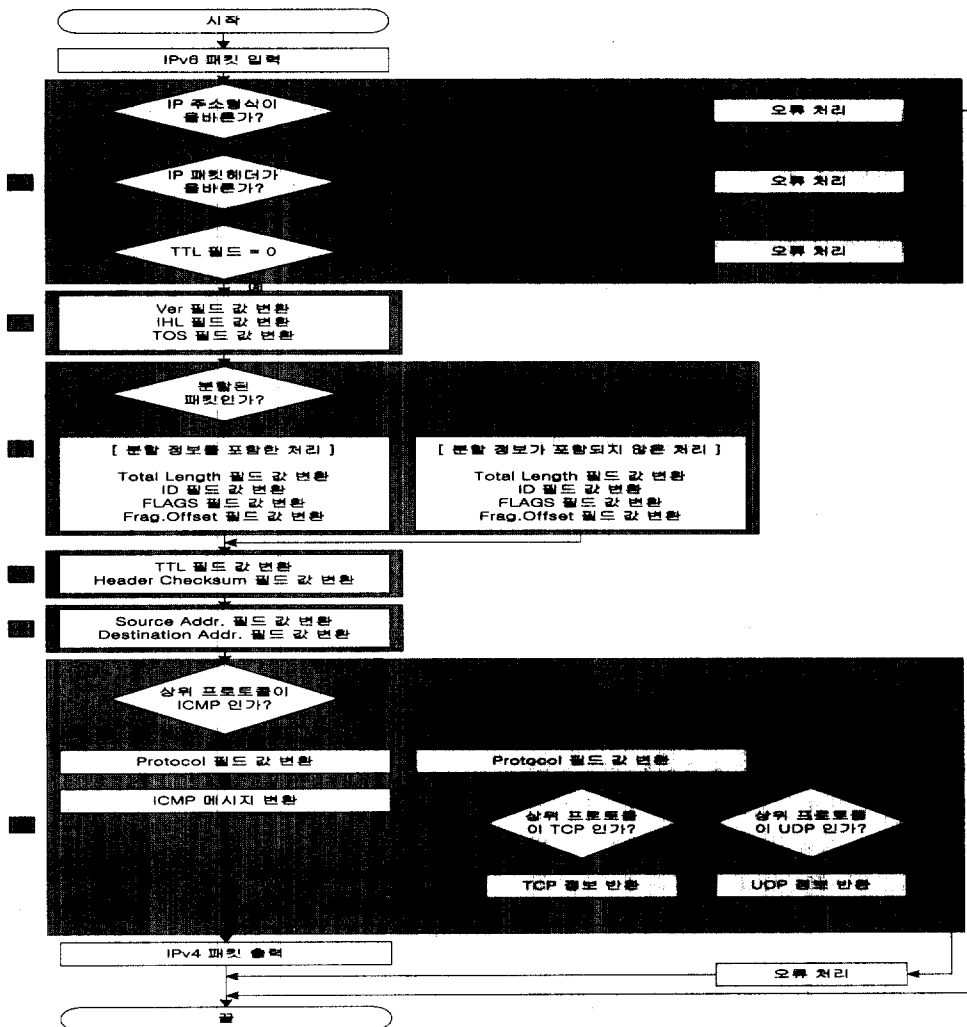 시작
IPv6 패킷 입력
IP 주소형식이
올바른가?
오류 처리
IP 패킷헤더가
올바른가?
오류 처리
TTL 필드 = 0
오류 처리
Ver 필드 값 변환
IHL 필드 값 변환
TOS 필드 값 변환
분할된
패킷인가?
[ 분할 정보를 포함한 처리 ]
Total Length 필드 값 변환
ID 필드 값 변환
FLAGS 필드 값 변환
Frag.Offset 필드 값 변환
[ 분할 정보가 포함되지 않은 처리 ]
Total Length 필드 값 변환
ID 필드 값 변환
FLAGS 필드 값 변환
Frag.Offset 필드 값 변환
TTL 필드 값 변환
Header Checksum 필드 값 변환
Source Addr. 필드 값 변환
Destination Addr. 필드 값 변환
상위 프로토콜이
ICMP 인가?
Protocol 필드 값 변환
Protocol 필드 값 변환
ICMP 메시지 변환
상위 프로토콜
이 TCP 인가?
상위 프로토콜
이 UDP 인가?
TCP 정보 반환
UDP 정보 반환
IPv4 패킷 출력
오류 처리
끝